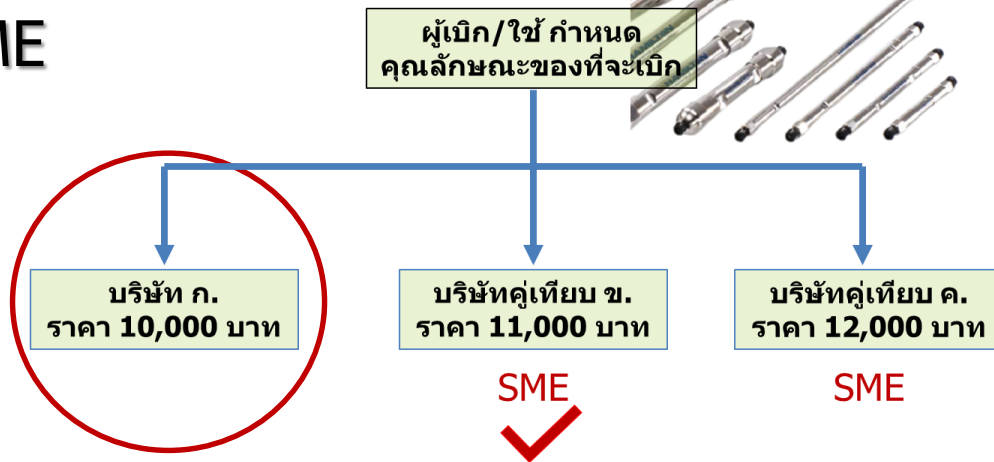 ผู้เบิก/ใช้ กำหนด
คุณลักษณะของที่จะเบิก
บริษัท ก.
ราคา 10,000 บาท
บริษัทคู่เทียบ ข.
ราคา 11,000 บาท
บริษัทคู่เทียบ ค.
ราคา 12,000 บาท
SME
SME